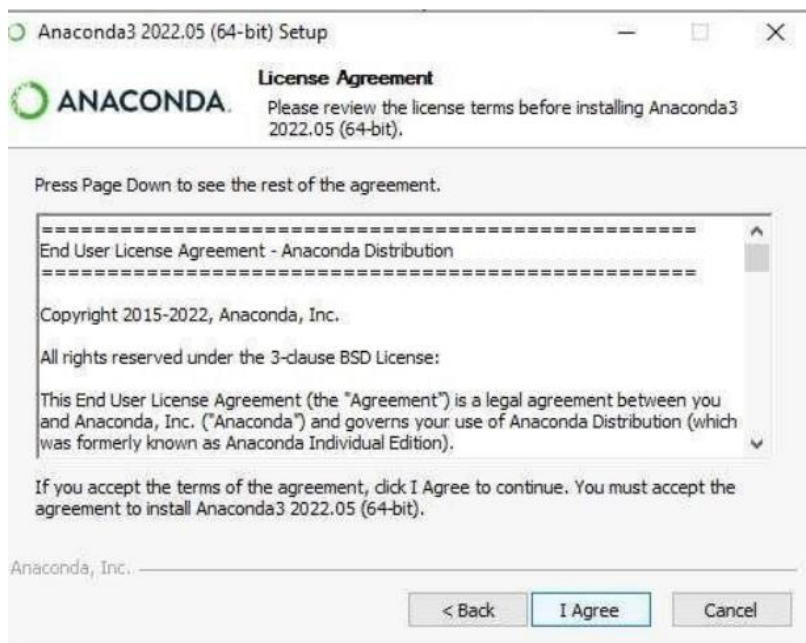 Anaconda3 2022.05 (64-bit) Setup
ANACONDA.
License Agreement
Please review the license terms before installing Anaconda3
2022.05 (64-bit).
Press Page Down to see the rest of the agreement.
====================================================
End User License Agreement - Anaconda Distribution
====================================================
Copyright 2015-2022, Anaconda, Inc.
All rights reserved under the 3-clause BSD License:
This End User License Agreement (the "Agreement") is a legal agreement between you
and Anaconda, Inc. ("Anaconda") and governs your use of Anaconda Distribution (which
was formerly known as Anaconda Individual Edition).
If you accept the terms of the agreement, click I Agree to continue. You must accept the
agreement to install Anaconda3 2022.05 (64-bit).
Anaconda, Inc.
< Back
I Agree
Cancel